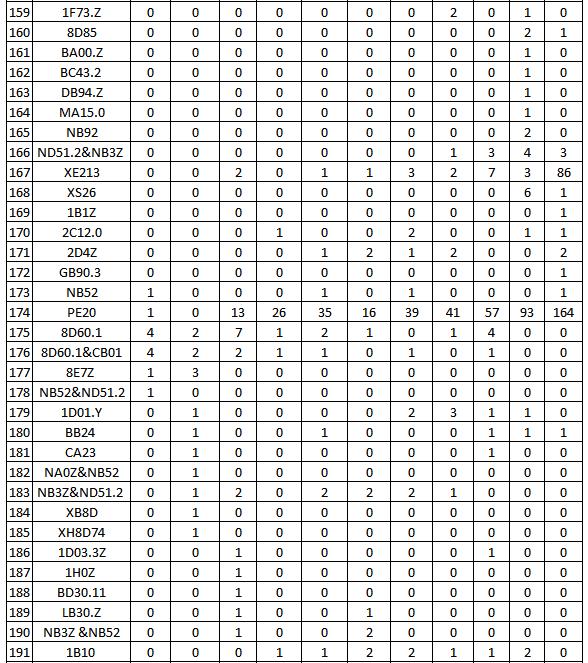 159 1F73.Z 0 0 0 0 0 0 0 2 0 1 0
160 8D85 0 0 0 0 0 0 0 0 0 2 1
161 BA00.Z 0 0 0 0 0 0 0 0 0 1 0
162 BC43.2 0 0 0 0 0 0 0 0 0 1 0
163 DB94.Z 0 0 0 0 0 0 0 0 0 1 0
164 MA15.0 0 0 0 0 0 0 0 0 0 1 0
165 NB92 0 0 0 0 0 0 0 0 0 2 0
166 ND51.2&NB3Z 0 0 0 0 0 0 0 1 3 4 3
167 XE213 0 0 2 0 1 1 3 2 7 3 86
168 XS26 0 0 0 0 0 0 0 0 0 6 1
169 1B1Z 0 0 0 0 0 0 0 0 0 0 1
170 2C12.0 0 0 0 1 0 0 2 0 0 1 1
171 2D4Z 0 0 0 0 1 2 1 2 0 0 2
172 GB90.3 0 0 0 0 0 0 0 0 0 0 1
173 NB52 1 0 0 0 1 0 1 0 0 0 1
174 PE20 1 0 13 26 35 16 39 41 57 93 164
175 8D60.1 4 2 7 1 2 1 0 1 4 0 0
176 8D60.1&CB01 4 2 2 1 1 0 1 0 1 0 0
177 8E7Z 1 3 0 0 0 0 0 0 0 0 0
178 NB52&ND51.2 1 0 0 0 0 0 0 0 0 0 0
179 1D01.Y 0 1 0 0 0 0 2 3 1 1 0
180 BB24 0 1 0 0 1 0 0 0 1 1 1
181 CA23 0 1 0 0 0 0 0 0 1 0 0
182 NA0Z&NB52 0 1 0 0 0 0 0 0 0 0 0
183 NB3Z&ND51.2 0 1 2 0 2 2 2 1 0 0 0
184 XB8D 0 1 0 0 0 0 0 0 0 0 0
185 XH8D74 0 1 0 0 0 0 0 0 0 0 0
186 1D03.3Z 0 0 1 0 0 0 0 0 1 0 0
187 1H0Z 0 0 1 0 0 0 0 0 0 0 0
188 BD30.11 0 0 1 0 0 0 0 0 0 0 0
189 LB30.Z 0 0 1 0 0 1 0 0 0 0 0
190 NB3Z &NB52 0 0 1 0 0 2 0 0 0 0 0
191 1B10 0 0 0 1 1 2 2 1 1 2 0